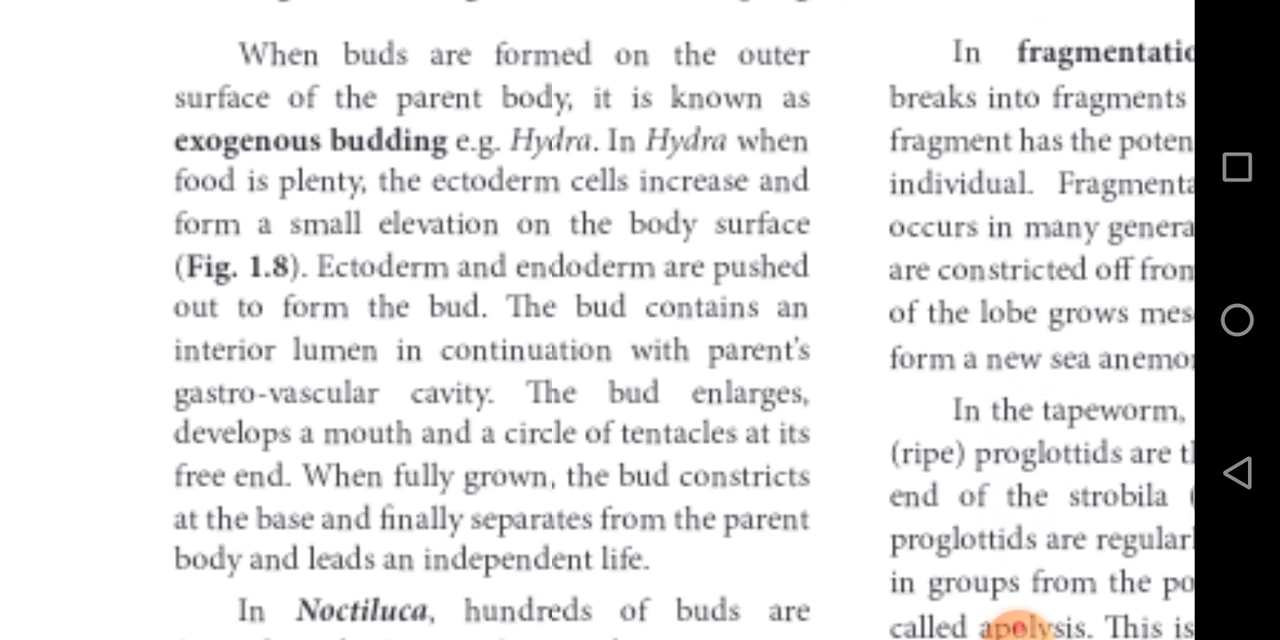 When buds are formed on the outer
surface of the parent body, it is known as
exogenous budding e.g. Hydra. In Hydra when
food is plenty, the ectoderm cells increase and
form a small elevation on the body surface
(Fig. 1.8). Ectoderm and endoderm are pushed
out to form the bud. The bud contains an
interior lumen in continuation with parent's
gastro-vascular cavity. The bud enlarges,
develops a mouth and a circle of tentacles at its
free end. When fully grown, the bud constricts
at the base and finally separates from the parent
body and leads an independent life.
In Noctiluca, hundreds of buds are
In
breaks into fragments
fragment has the
individual.
occurs in many
are constricted off
of the lobe grows
form a new sea
In the tapeworm,
(ripe) proglottids are
end of the strobila
proglottids are
in groups from the
called apolysis. This is